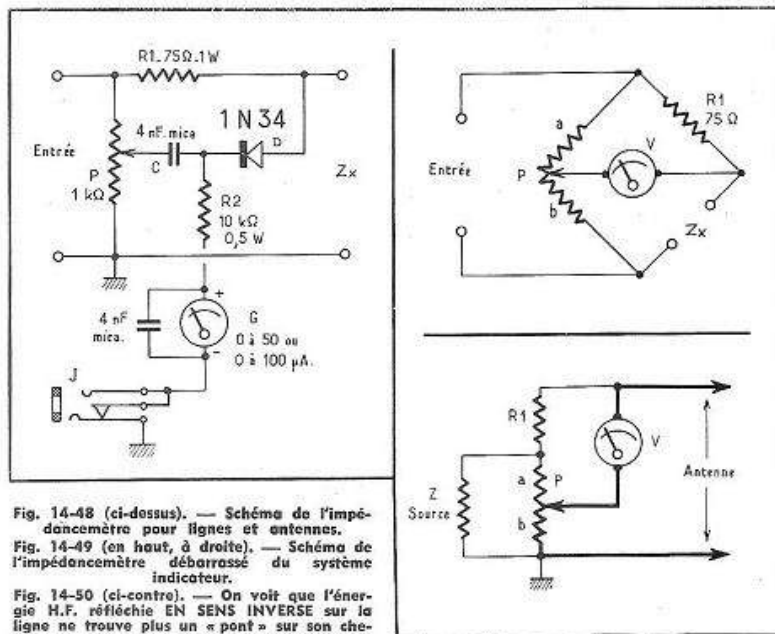 R1.75Ω.1W
4 nF. mica
1 N 34
D
C
Entrée
P
1 kΩ
Zx
R2
10 kΩ
0,5 W
+
4 nF
mica.
G
0 à 50 ou
0 à 100 µA.
-
J
R1
75 Ω
a
V
Entrée
P
b
Zx
R1
V
Z
Source
a
P
b
Antenne
Fig. 14-48 (ci-dessus). — Schéma de l'impé-
dancemètre pour lignes et antennes.
Fig. 14-49 (en haut, à droite). — Schéma de
l'impédancemètre débarrassé du système
indicateur.
Fig. 14-50 (ci-contre). — On voit que l'éner-
gie H.F. réfléchie EN SENS INVERSE sur la
ligne ne trouve plus un « pont » sur son che-